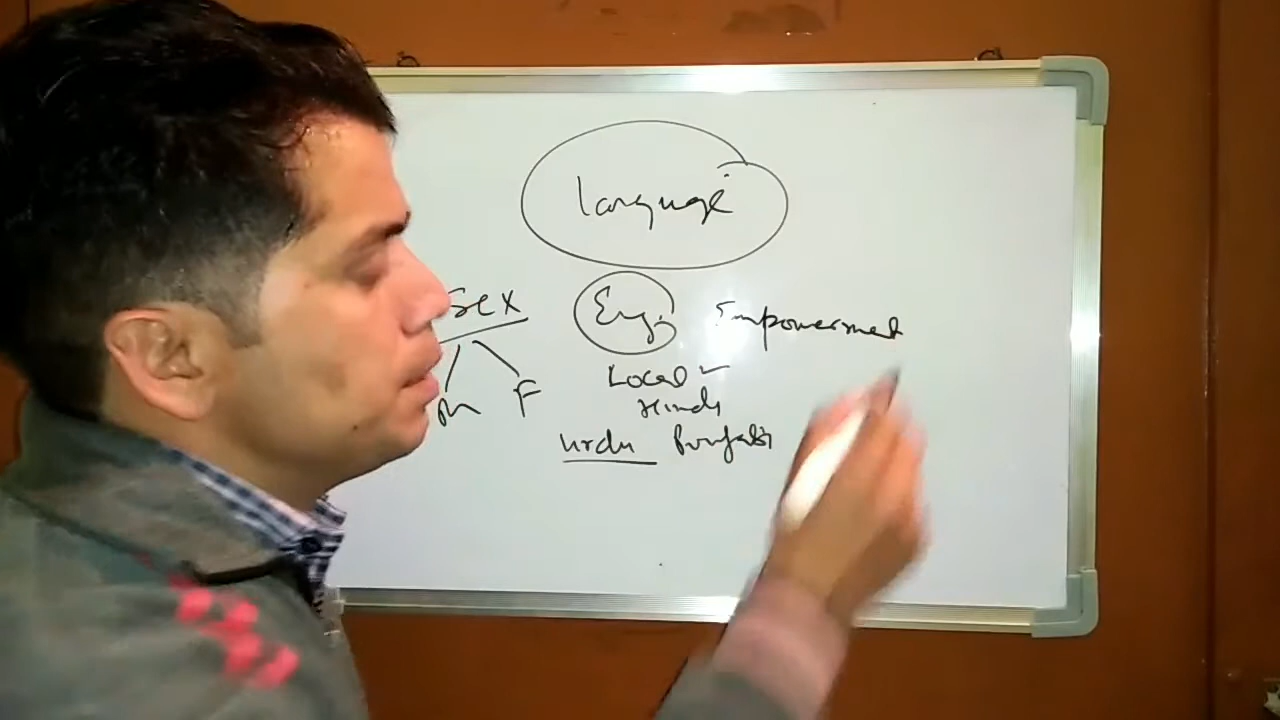 Language
Sex Eng. Empowerment
M F Local
Hindi
Urdu Punjabi